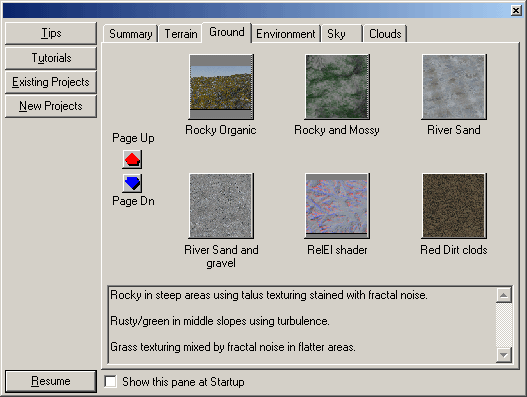 Tips
Tutorials
Existing Projects
New Projects
Summary Terrain Ground Environment Sky Clouds
Page Up
Page Dn
Rocky Organic Rocky and Mossy River Sand
River Sand and gravel RelEl shader Red Dirt clods
Rocky in steep areas using talus texturing stained with fractal noise.
Rusty/green in middle slopes using turbulence.
Grass texturing mixed by fractal noise in flatter areas.
Resume
Show this pane at Startup